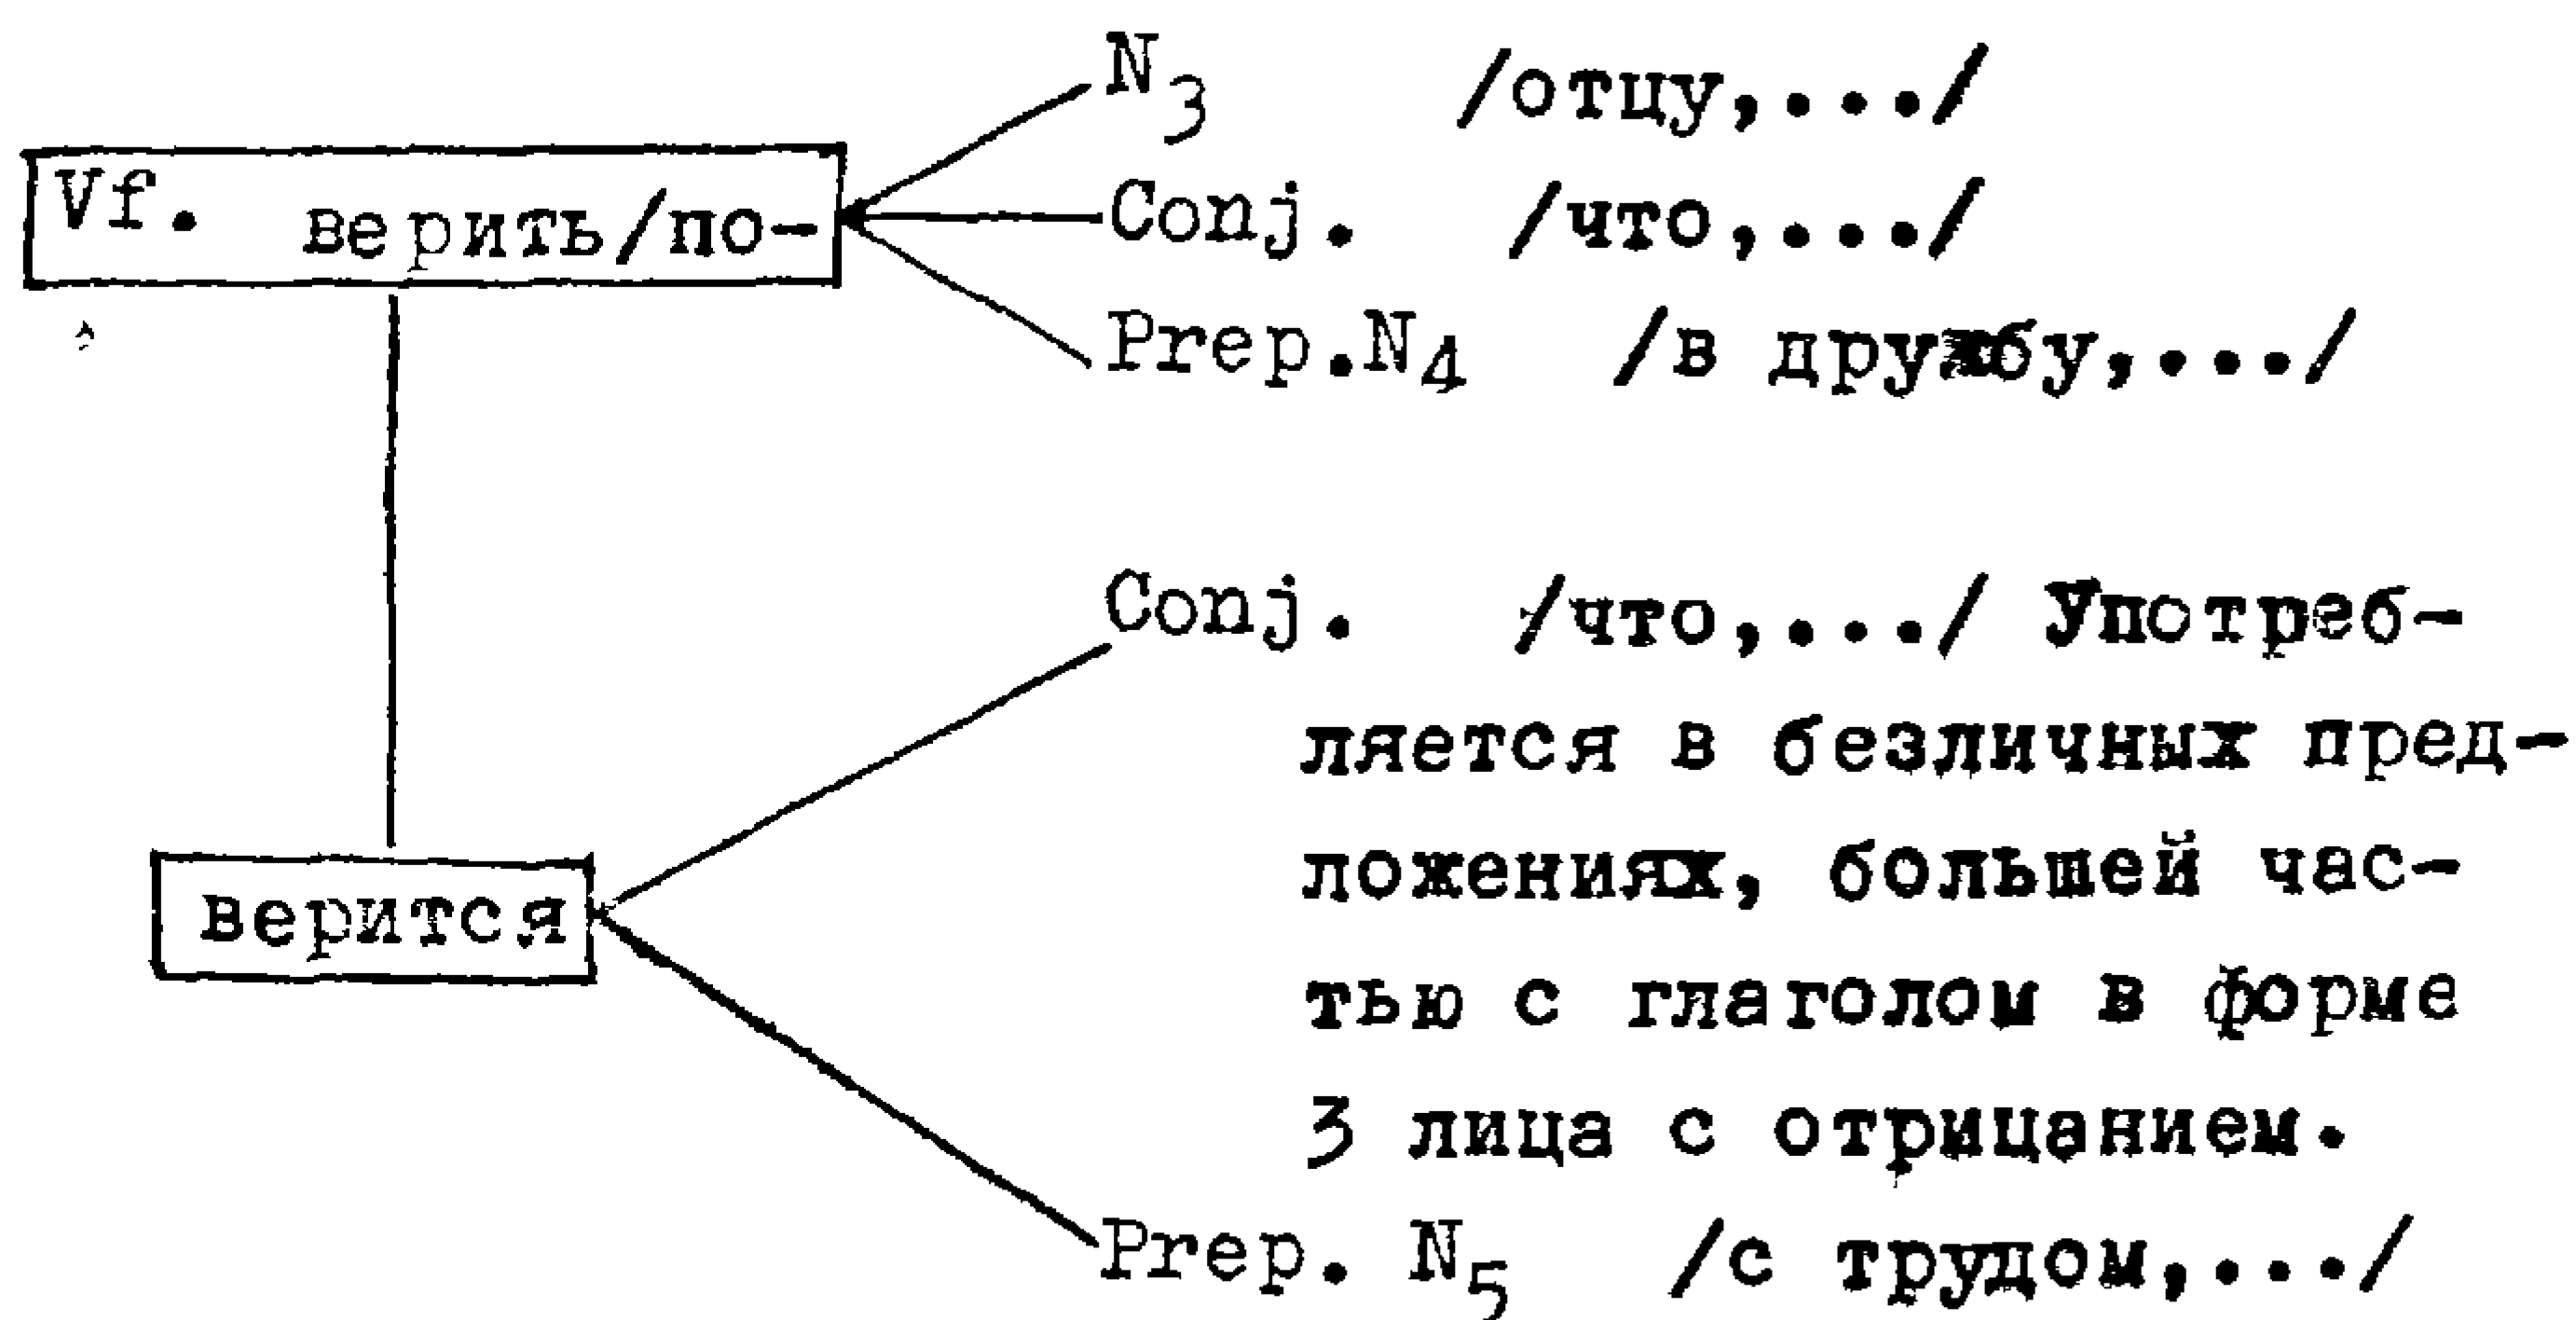 N₃ /отцу,.../
Vf. верить/по-
Conj. /что,.../
Prep.N₄ /в дружбу,.../
Conj. /что,.../ Употреб-
ляется в безличных пред-
ложениях, большей час-
верится
тью с глаголом в форме
3 лица с отрицанием.
Prep. N₅ /с трудом,.../